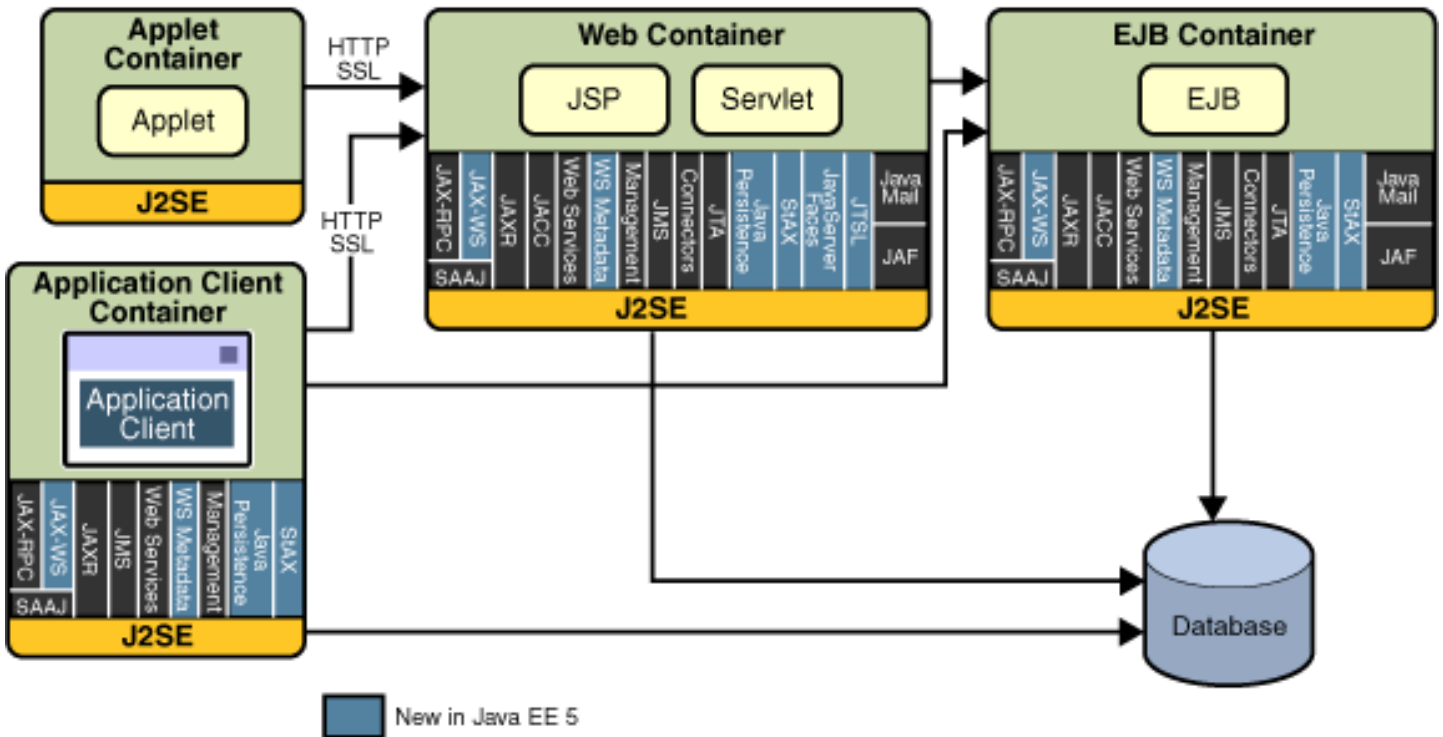 Applet
Container
Applet
J2SE
HTTP
SSL
HTTP
SSL
Web Container
JSP
Servlet
JAX-RPC
JAX-WS
SAAJ
JAXR
JACC
Web Services
WS Metadata
Management
JMS
Connectors
JTA
Java
Persistence
StAX
JavaServer
Faces
JTSL
Java
Mail
JAF
J2SE
EJB Container
EJB
JAX-RPC
JAX-WS
SAAJ
JAXR
JACC
Web Services
WS Metadata
Management
JMS
Connectors
JTA
Java
Persistence
StAX
Java
Mail
JAF
J2SE
Application Client
Container
Application
Client
JAX-RPC
JAX-WS
SAAJ
JAXR
JMS
Web Services
WS Metadata
Management
Java
Persistence
StAX
J2SE
Database
New in Java EE 5